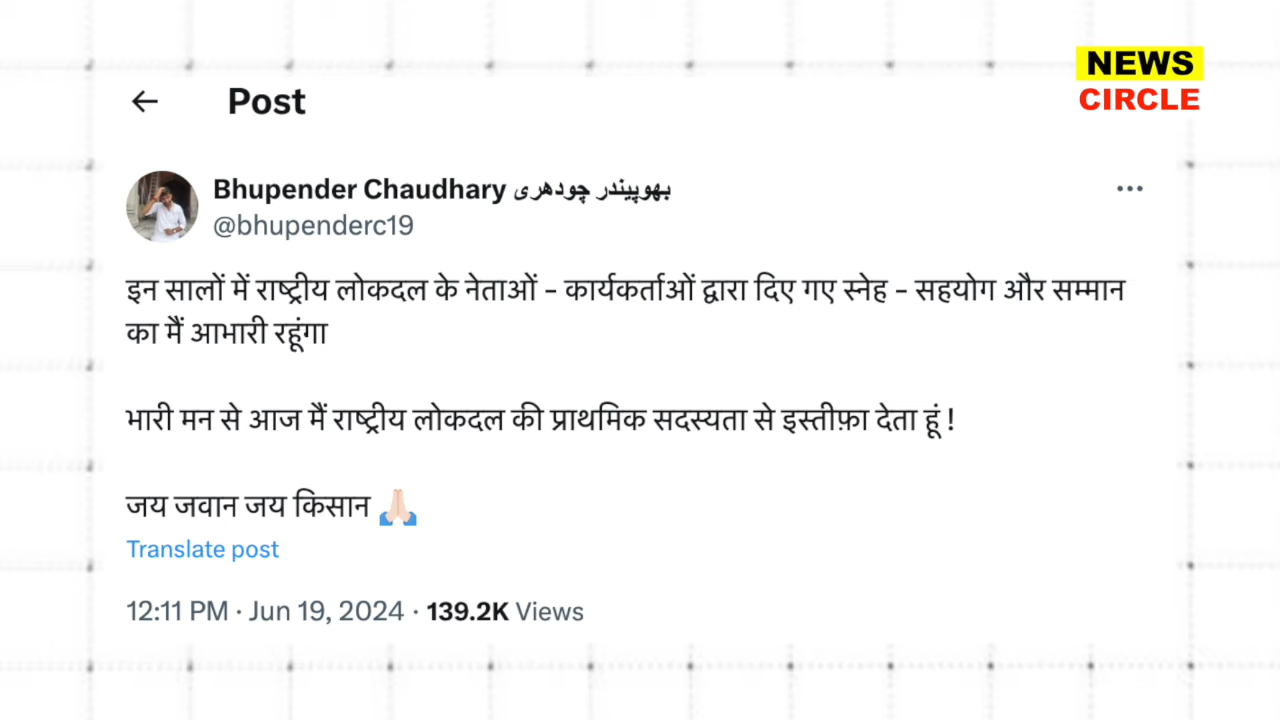 NEWS
CIRCLE
Post
Bhupender Chaudhary بھوپیندر چودھری
@bhupenderc19
इन सालों में राष्ट्रीय लोकदल के नेताओं - कार्यकर्ताओं द्वारा दिए गए स्नेह - सहयोग और सम्मान
का मैं आभारी रहूंगा
भारी मन से आज मैं राष्ट्रीय लोकदल की प्राथमिक सदस्यता से इस्तीफ़ा देता हूं !
जय जवान जय किसान 🙏🏻
Translate post
12:11 PM · Jun 19, 2024 · 139.2K Views